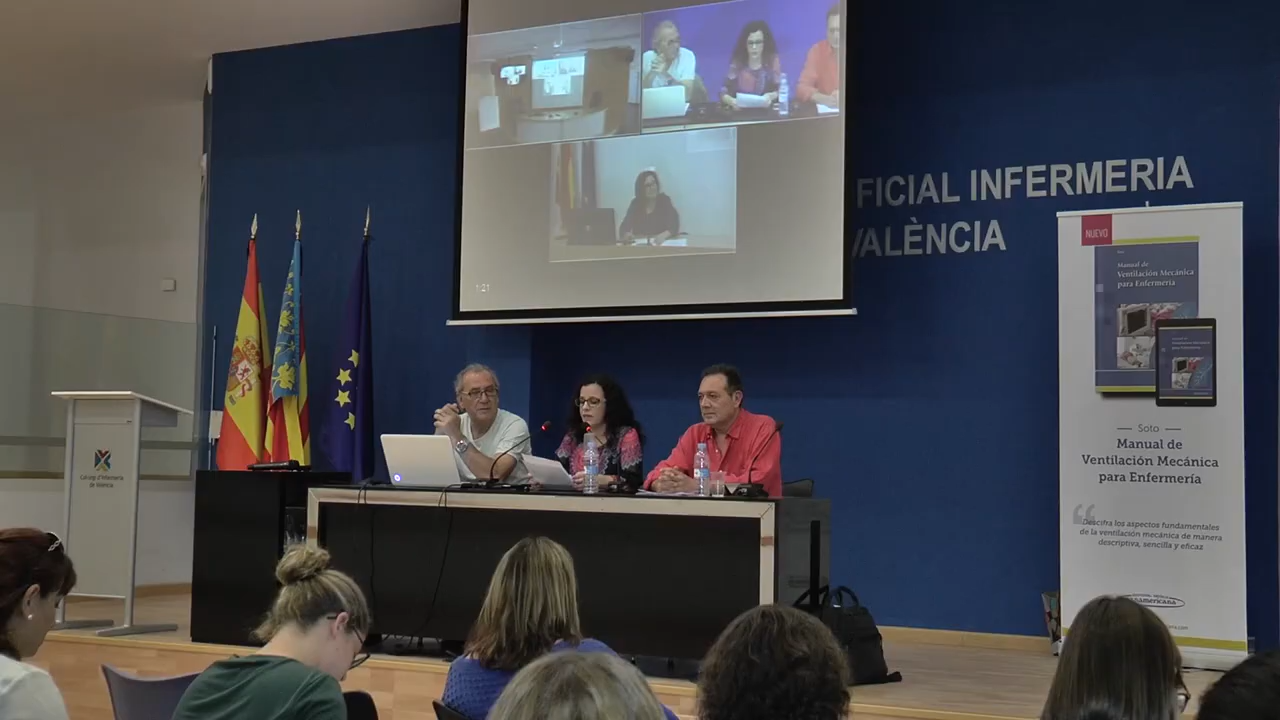 FICIAL INFERMERIA
VALÈNCIA
NUEVO
Manual de
Ventilación Mecánica
para Enfermería
Soto
Manual de
Ventilación Mecánica
para Enfermería
Descifra los aspectos fundamentales
de la ventilación mecánica de manera
descriptiva, sencilla y eficaz
Col·legi d'Infermeria
de València